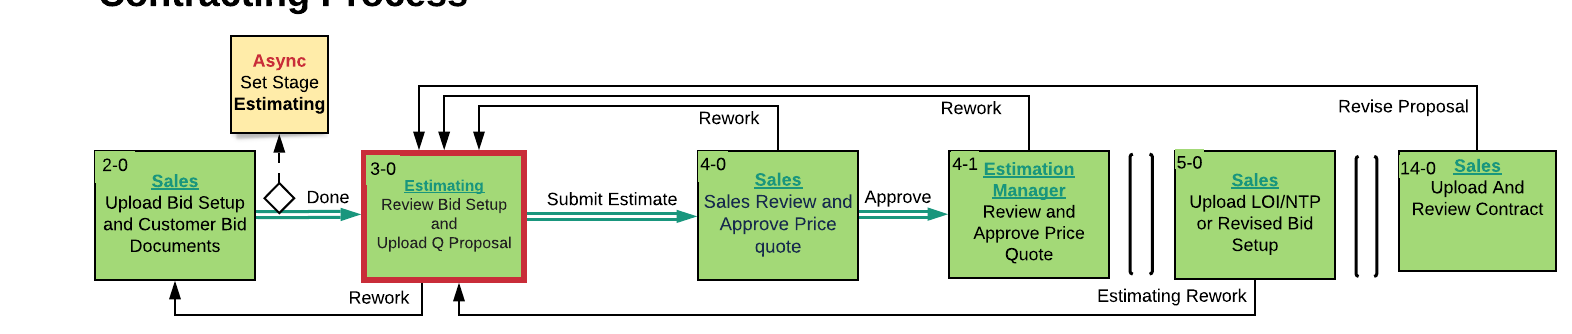 Contracting Process
Async
Set Stage
Estimating
2-0
Sales
Upload Bid Setup
and Customer Bid
Documents
Done
3-0
Estimating
Review Bid Setup
and
Upload Q Proposal
Submit Estimate
4-0
Sales
Sales Review and
Approve Price
quote
Approve
4-1
Estimation
Manager
Review and
Approve Price
Quote
5-0
Sales
Upload LOI/NTP
or Revised Bid
Setup
14-0
Sales
Upload And
Review Contract
Rework
Rework
Revise Proposal
Rework
Estimating Rework